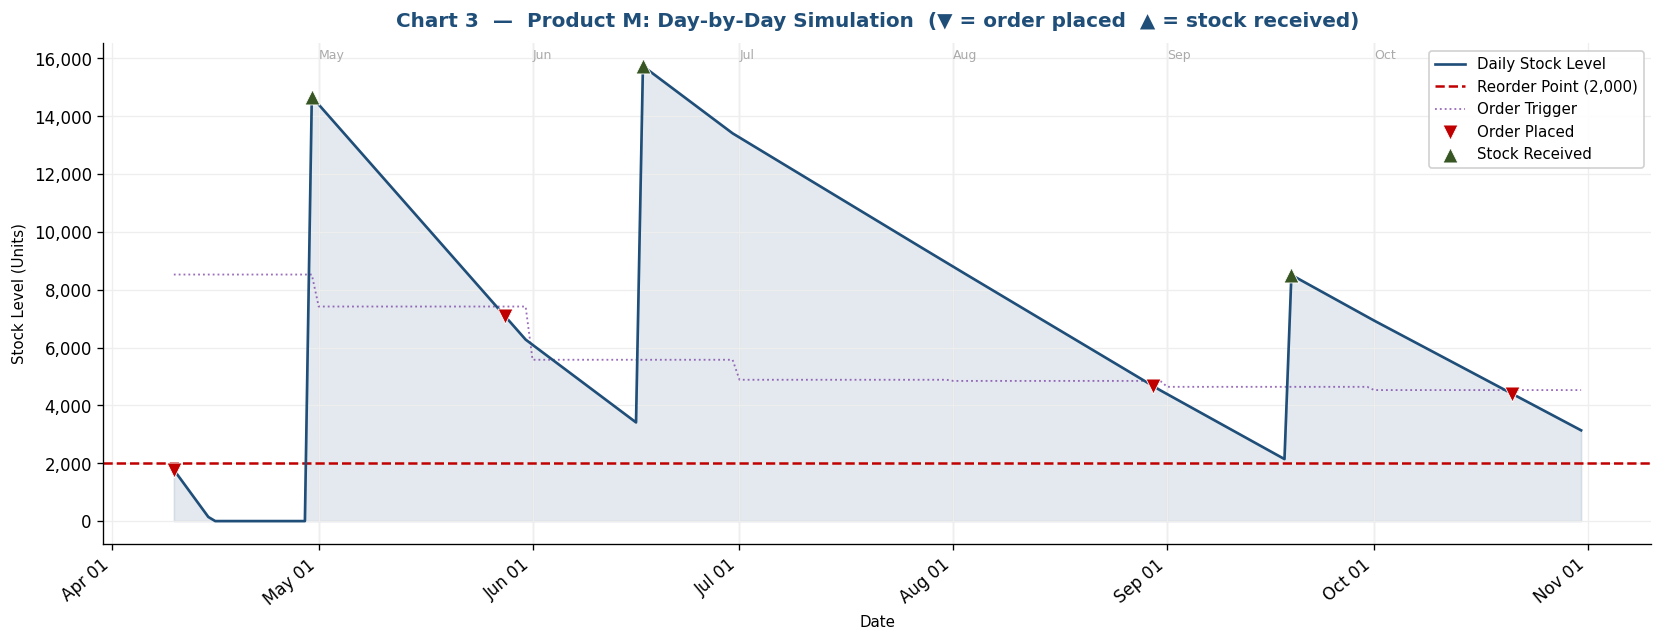 Chart 3 — Product M: Day-by-Day Simulation (▼ = order placed ▲ = stock received)
16,000
14,000
12,000
10,000
8,000
6,000
4,000
2,000
0
Stock Level (Units)
May
Jun
Jul
Aug
Sep
Oct
Daily Stock Level
Reorder Point (2,000)
Order Trigger
Order Placed
Stock Received
Apr 01
May 01
Jun 01
Jul 01
Aug 01
Sep 01
Oct 01
Nov 01
Date